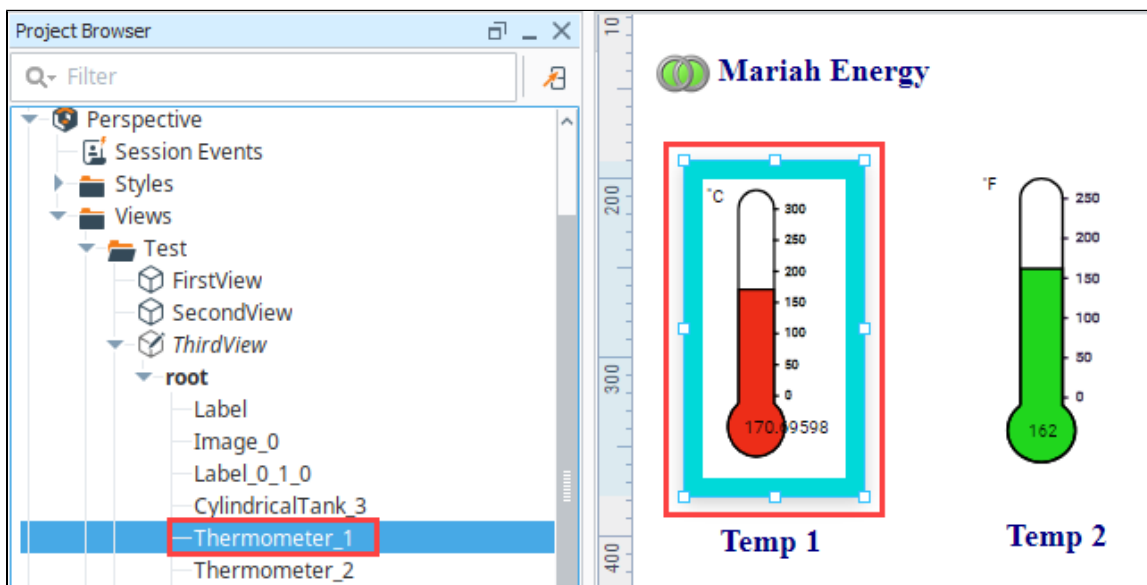 Project Browser
Filter
Perspective
Session Events
Styles
Views
Test
FirstView
SecondView
ThirdView
root
Label
Image_0
Label_0_1_0
CylindricalTank_3
Thermometer_1
Thermometer_2
10
200
300
400
Mariah Energy
°C
300
250
200
150
100
50
0
170.69598
Temp 1
°F
250
200
150
100
50
0
162
Temp 2